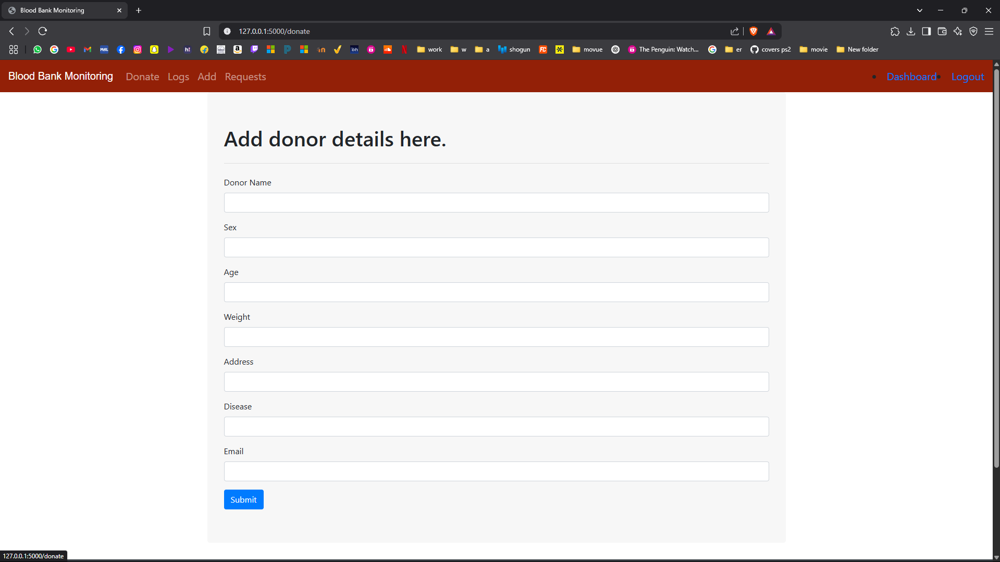 Blood Bank Monitoring
127.0.0.1:5000/donate
MAL h! work w a shogun FC movue The Penguin: Watch... er covers ps2 movie New folder
Blood Bank Monitoring Donate Logs Add Requests Dashboard Logout
Add donor details here.
Donor Name
Sex
Age
Weight
Address
Disease
Email
Submit
127.0.0.1:5000/donate